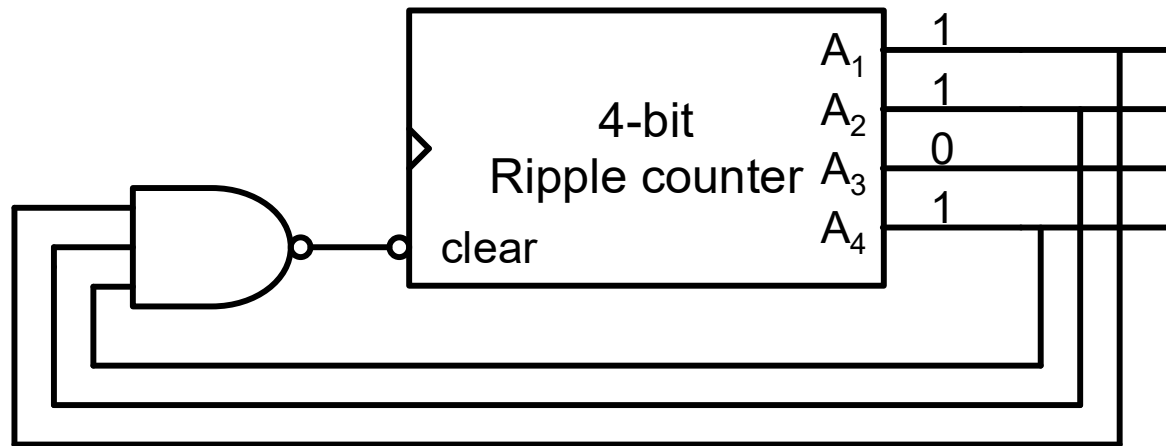 A₁ 1
4-bit A₂ 1
Ripple counter A₃ 0
clear A₄ 1